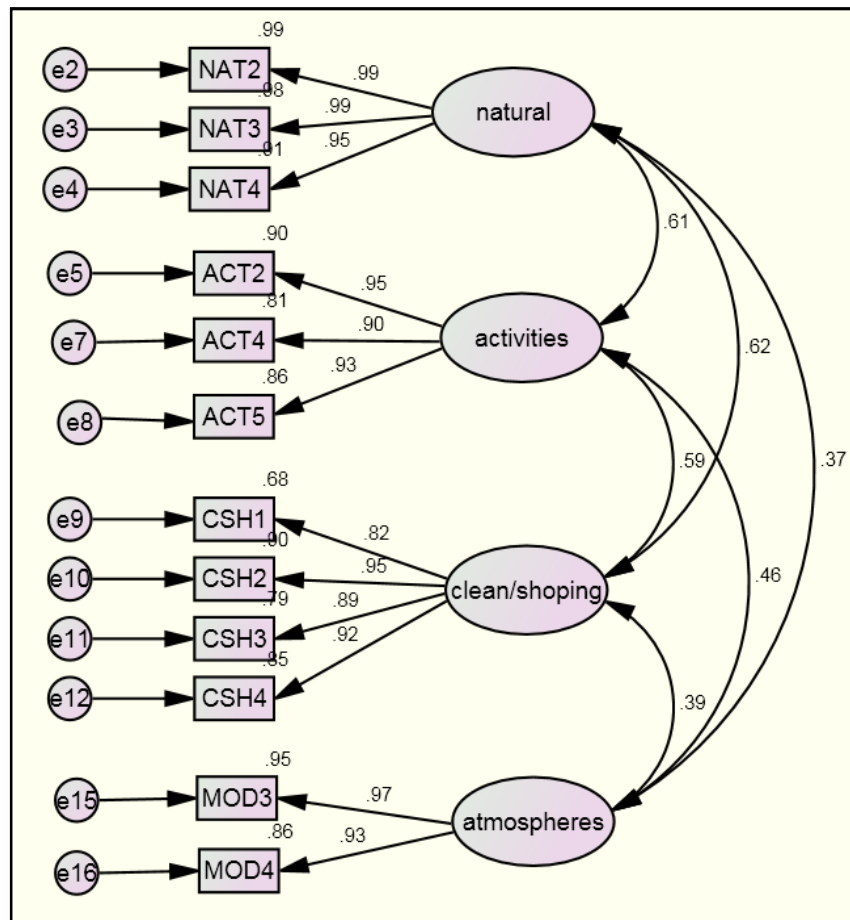 .99
e2 NAT2 .99 natural
.98
e3 NAT3 .99
.91 .95
e4 NAT4
.61
.90
e5 ACT2 .95
.81
e7 ACT4 .90 activities
.62
.86 .93
e8 ACT5
.59 .37
.68
e9 CSH1 .82
.90
e10 CSH2 .95 clean/shoping
.46
.79 .89
e11 CSH3 .92
.85
e12 CSH4
.39
.95
e15 MOD3 .97
.86 .93 atmospheres
e16 MOD4